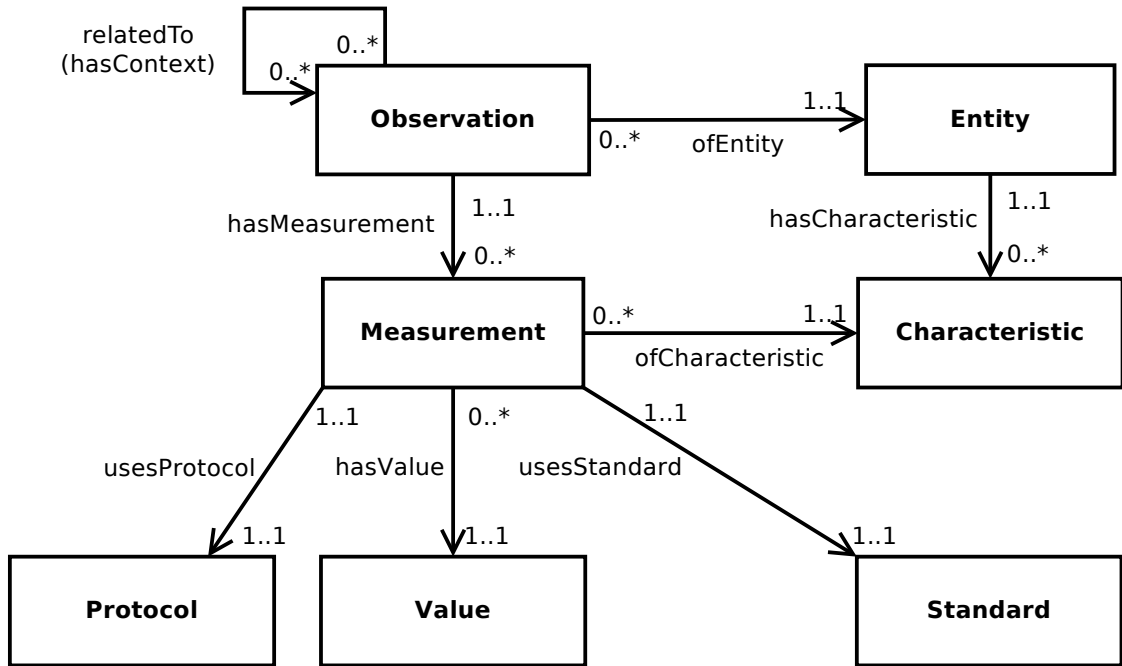 relatedTo
(hasContext)
0..*
0..*
Observation
0..*
ofEntity
1..1
Entity
hasMeasurement
1..1
0..*
hasCharacteristic
1..1
0..*
Measurement
0..*
ofCharacteristic
1..1
Characteristic
usesProtocol
1..1
1..1
hasValue
0..*
1..1
usesStandard
1..1
1..1
Protocol
Value
Standard